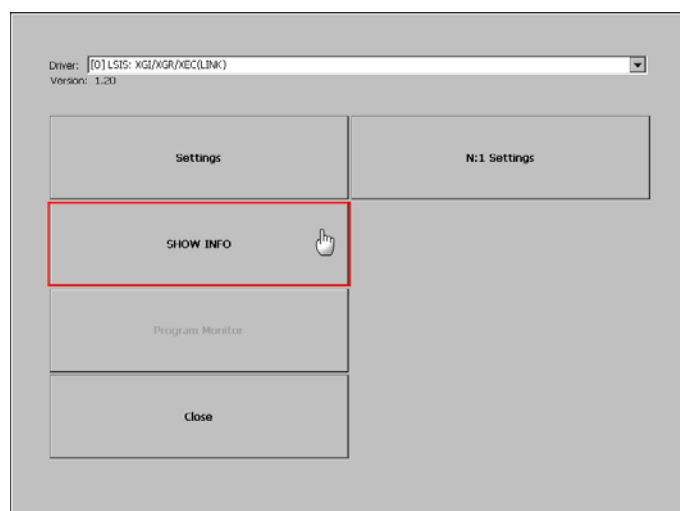 Driver: [0] LSIS: XGI/XGR/XEC(LINK)
Version: 1.20
Settings
N:1 Settings
SHOW INFO
Program Monitor
Close